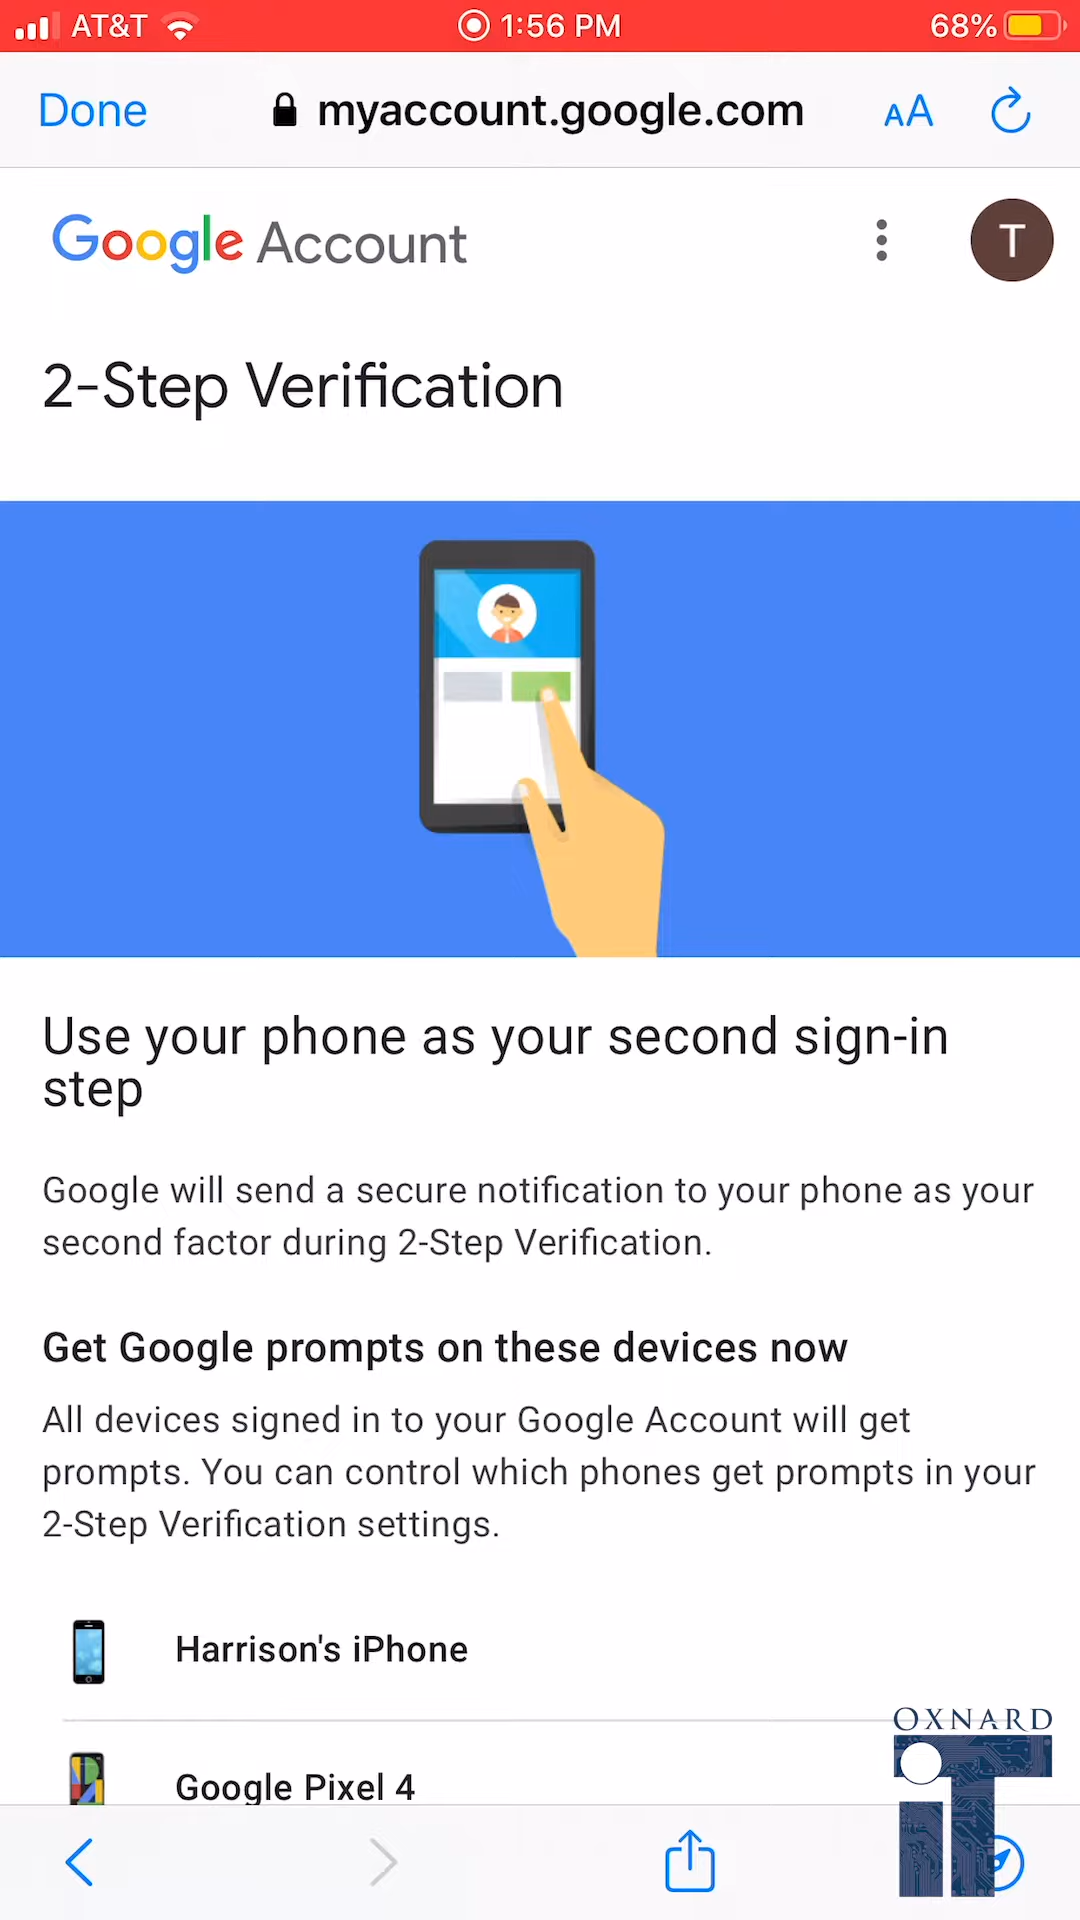 AT&T 1:56 PM 68%
Done myaccount.google.com AA
Google Account T
2-Step Verification
Use your phone as your second sign-in
step
Google will send a secure notification to your phone as your
second factor during 2-Step Verification.
Get Google prompts on these devices now
All devices signed in to your Google Account will get
prompts. You can control which phones get prompts in your
2-Step Verification settings.
Harrison's iPhone
OXNARD
iT
Google Pixel 4